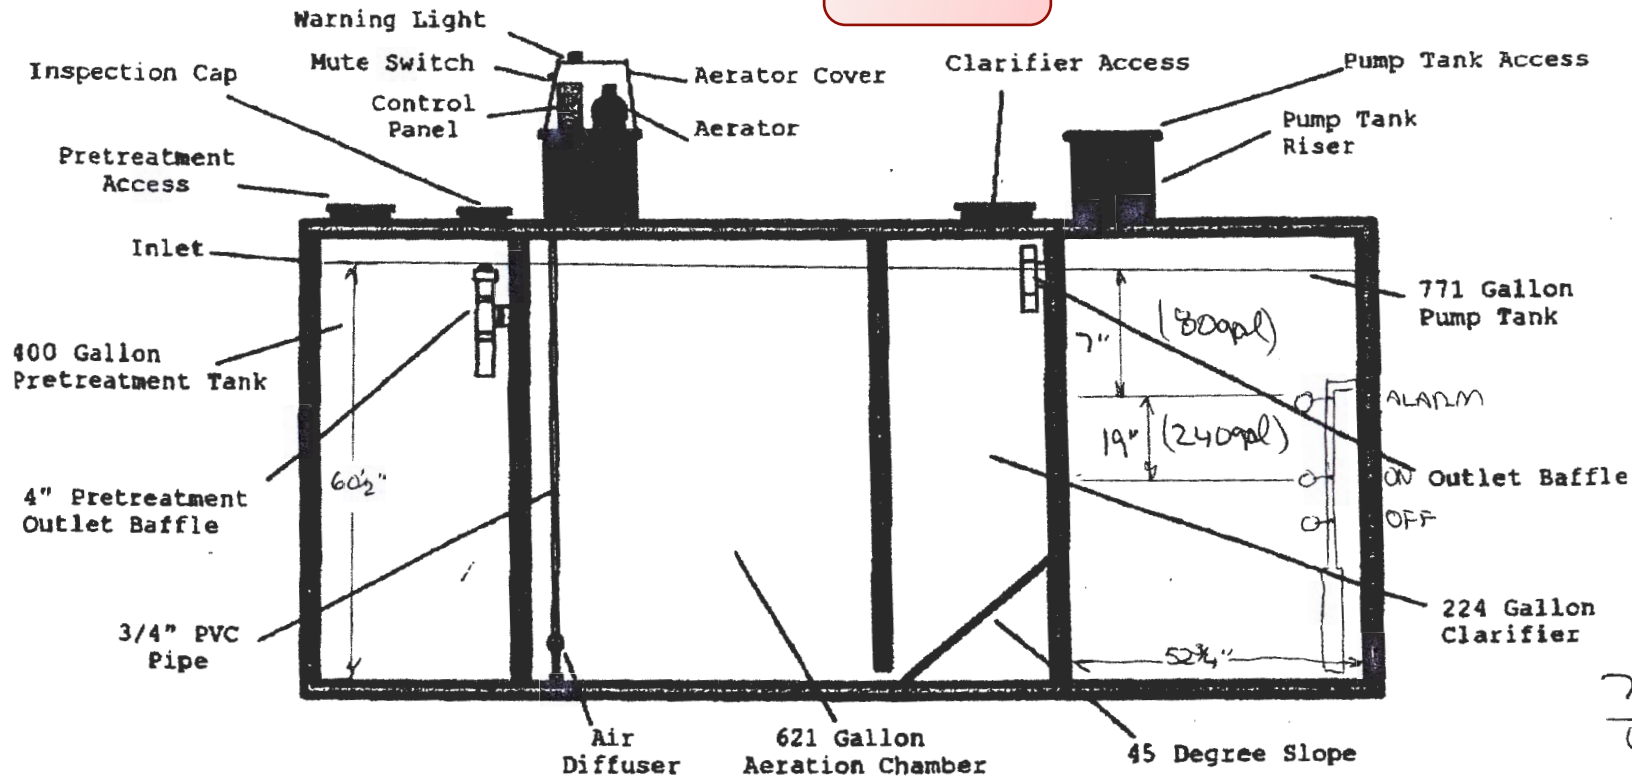 Warning Light
Mute Switch
Control
Panel
Inspection Cap
Pretreatment
Access
Inlet
Aerator Cover
Aerator
Clarifier Access
Pump Tank Access
Pump Tank
Riser
400 Gallon
Pretreatment Tank
60½"
4" Pretreatment
Outlet Baffle
3/4" PVC
Pipe
Air
Diffuser
621 Gallon
Aeration Chamber
45 Degree Slope
771 Gallon
Pump Tank
7" (80gal)
ALARM
19" (240gal)
ON Outlet Baffle
OFF
224 Gallon
Clarifier
52¾"